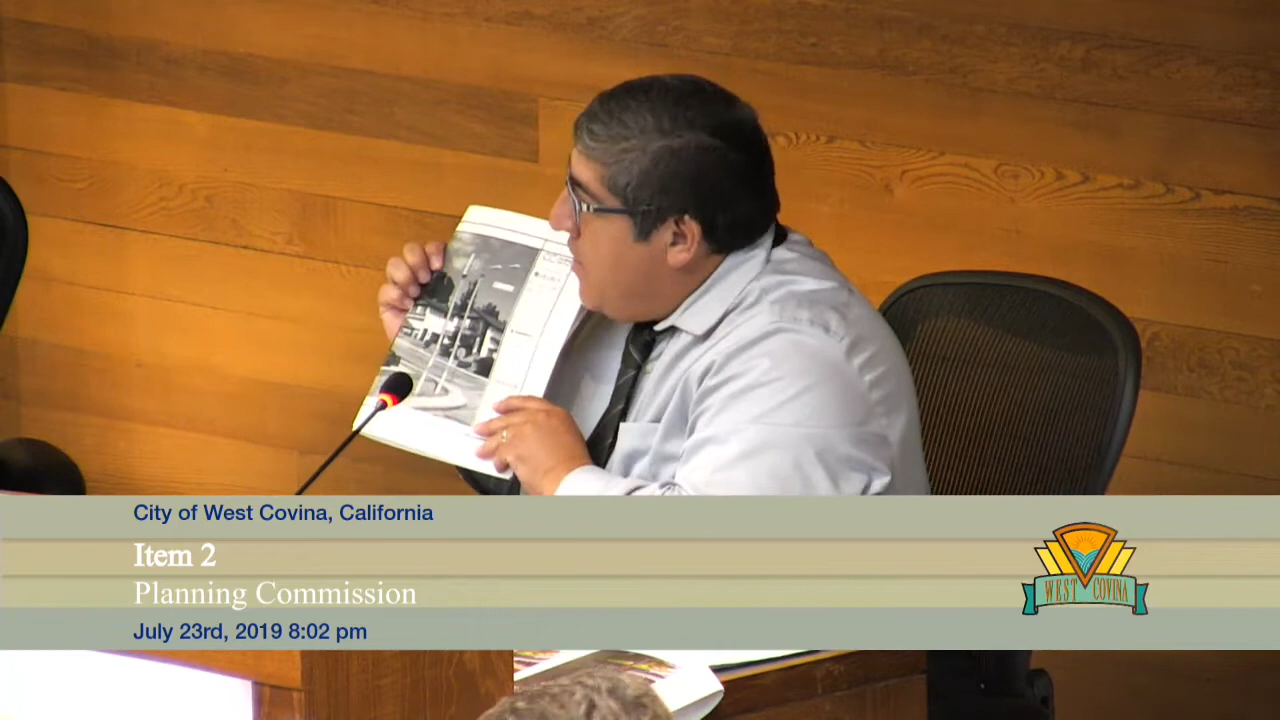 City of West Covina, California
Item 2
Planning Commission
July 23rd, 2019 8:02 pm
WEST COVINA